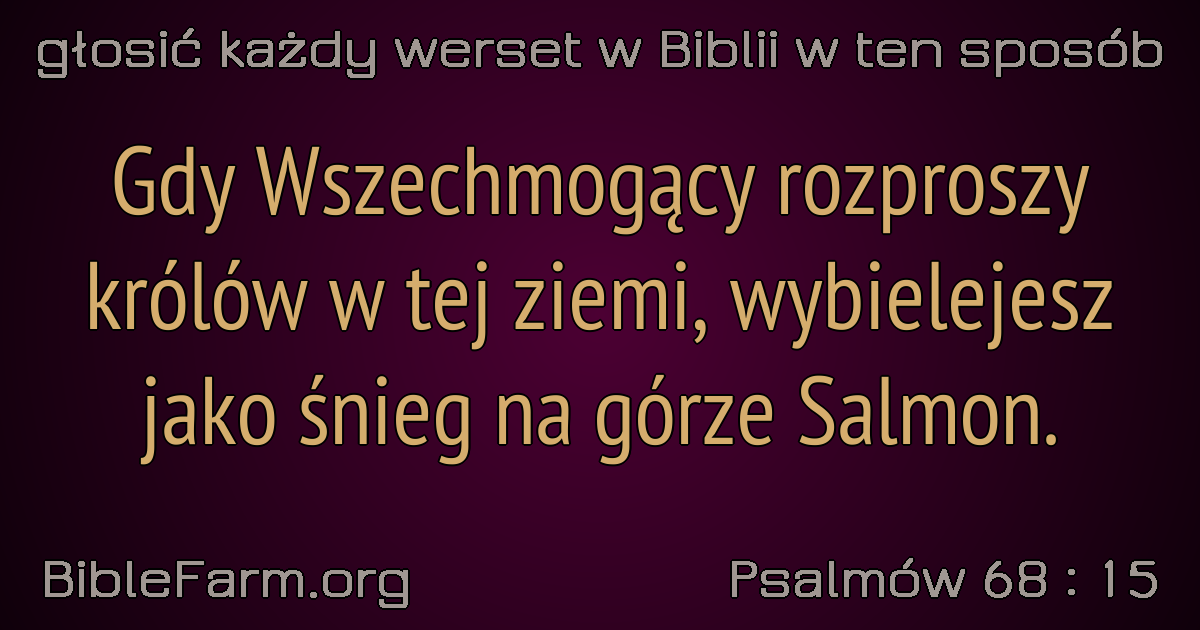 głosić każdy werset w Biblii w ten sposób
Gdy Wszechmogący rozproszy
królów w tej ziemi, wybielejesz
jako śnieg na górze Salmon.
BibleFarm.org
Psalmów 68 : 15